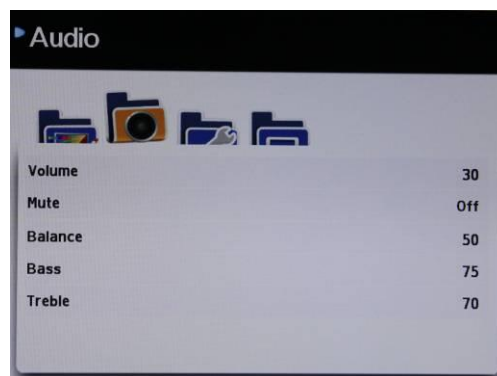 Audio
Volume 30
Mute Off
Balance 50
Bass 75
Treble 70